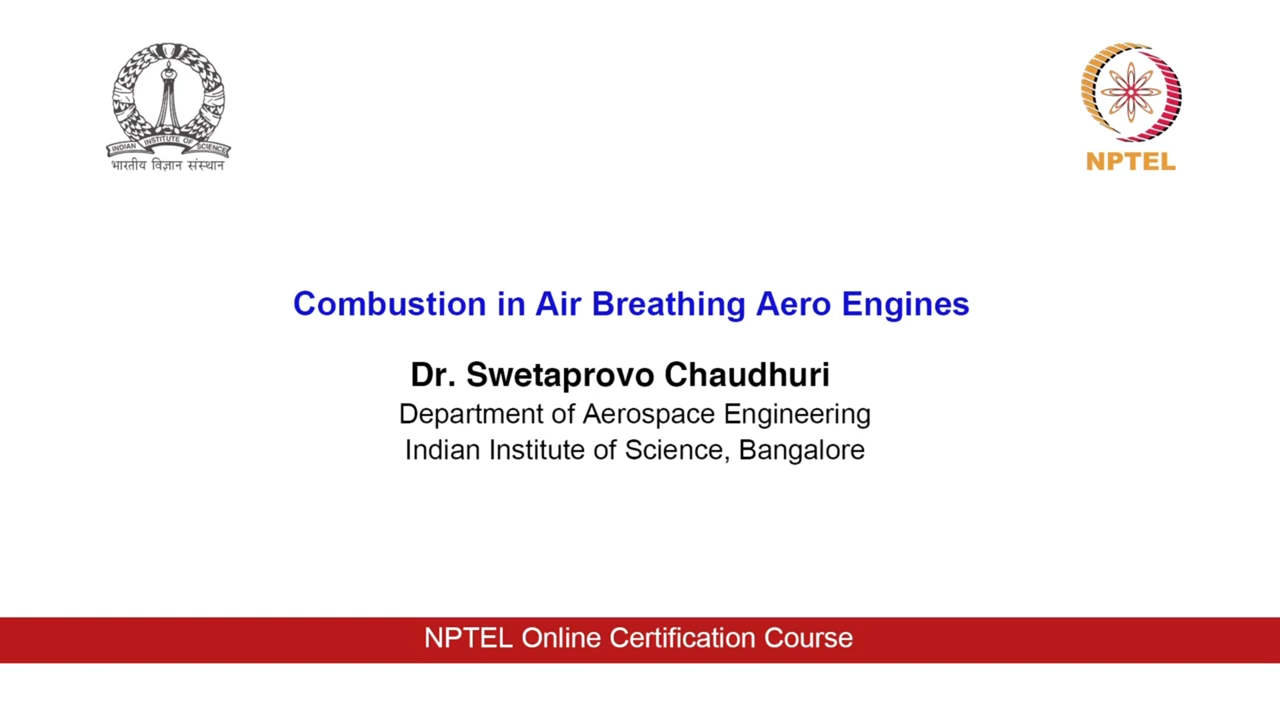 INDIAN INSTITUTE OF SCIENCE
भारतीय विज्ञान संस्थान
NPTEL
Combustion in Air Breathing Aero Engines
Dr. Swetaprovo Chaudhuri
Department of Aerospace Engineering
Indian Institute of Science, Bangalore
NPTEL Online Certification Course